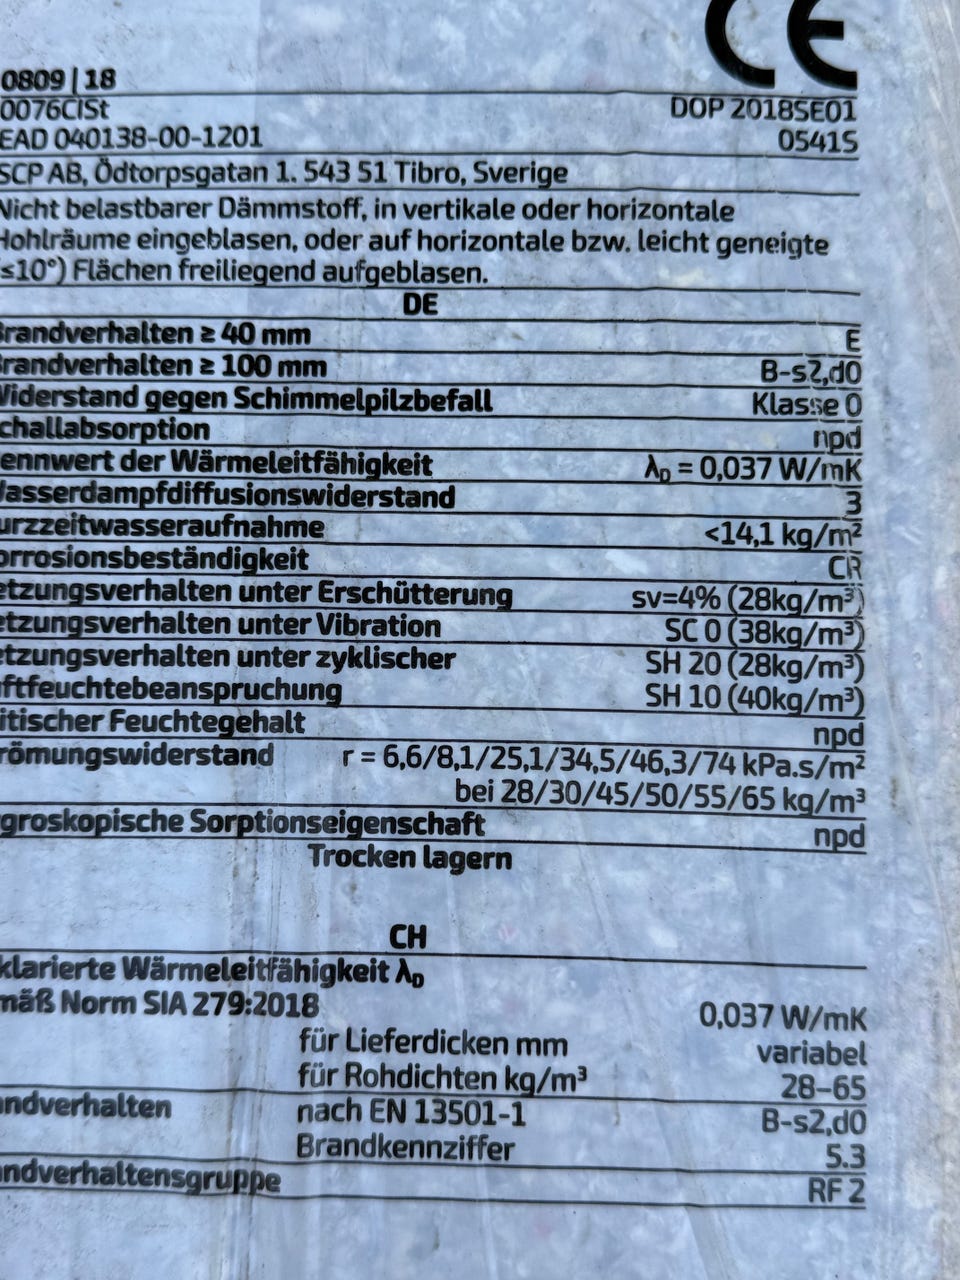 CE
0809 | 18
0076CISt DOP 2018SE01
EAD 040138-00-1201 0541S
SCP AB, Ödtorpsgatan 1. 543 51 Tibro, Sverige
Nicht belastbarer Dämmstoff, in vertikale oder horizontale
Hohlräume eingeblasen, oder auf horizontale bzw. leicht geneigte
(≤10°) Flächen freiliegend aufgeblasen.
DE
Brandverhalten ≥ 40 mm E
Brandverhalten ≥ 100 mm B-s2,d0
Widerstand gegen Schimmelpilzbefall Klasse 0
challabsorption npd
ennwert der Wärmeleitfähigkeit λD = 0,037 W/mK
Wasserdampfdiffusionswiderstand 3
urzzeitwasseraufnahme <14,1 kg/m²
orrosionsbeständigkeit CR
etzungsverhalten unter Erschütterung sv=4% (28kg/m³)
etzungsverhalten unter Vibration SC 0 (38kg/m³)
etzungsverhalten unter zyklischer SH 20 (28kg/m³)
uftfeuchtebeanspruchung SH 10 (40kg/m³)
itischer Feuchtegehalt npd
römungswiderstand r = 6,6/8,1/25,1/34,5/46,3/74 kPa.s/m²
bei 28/30/45/50/55/65 kg/m³
groskopische Sorptionseigenschaft npd
Trocken lagern
CH
klarierte Wärmeleitfähigkeit λD
mäß Norm SIA 279:2018 0,037 W/mK
für Lieferdicken mm variabel
für Rohdichten kg/m³ 28–65
andverhalten nach EN 13501-1 B-s2,d0
Brandkennziffer 5.3
andverhaltensgruppe RF 2